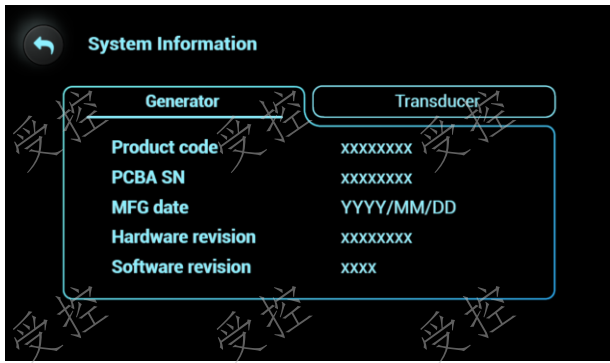 System Information
Generator
Transducer
Product code xxxxxxxx
PCBA SN xxxxxxxx
MFG date YYYY/MM/DD
Hardware revision xxxxxxxx
Software revision xxxx
受控
受控
受控
受控
受控
受控